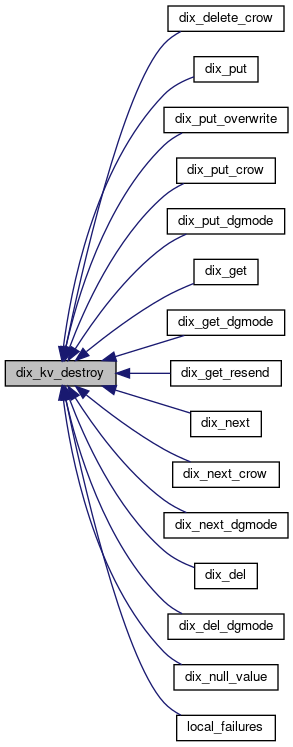 dix_delete_crow
dix_put
dix_put_overwrite
dix_put_crow
dix_put_dgmode
dix_get
dix_get_dgmode
dix_kv_destroy
dix_get_resend
dix_next
dix_next_crow
dix_next_dgmode
dix_del
dix_del_dgmode
dix_null_value
local_failures